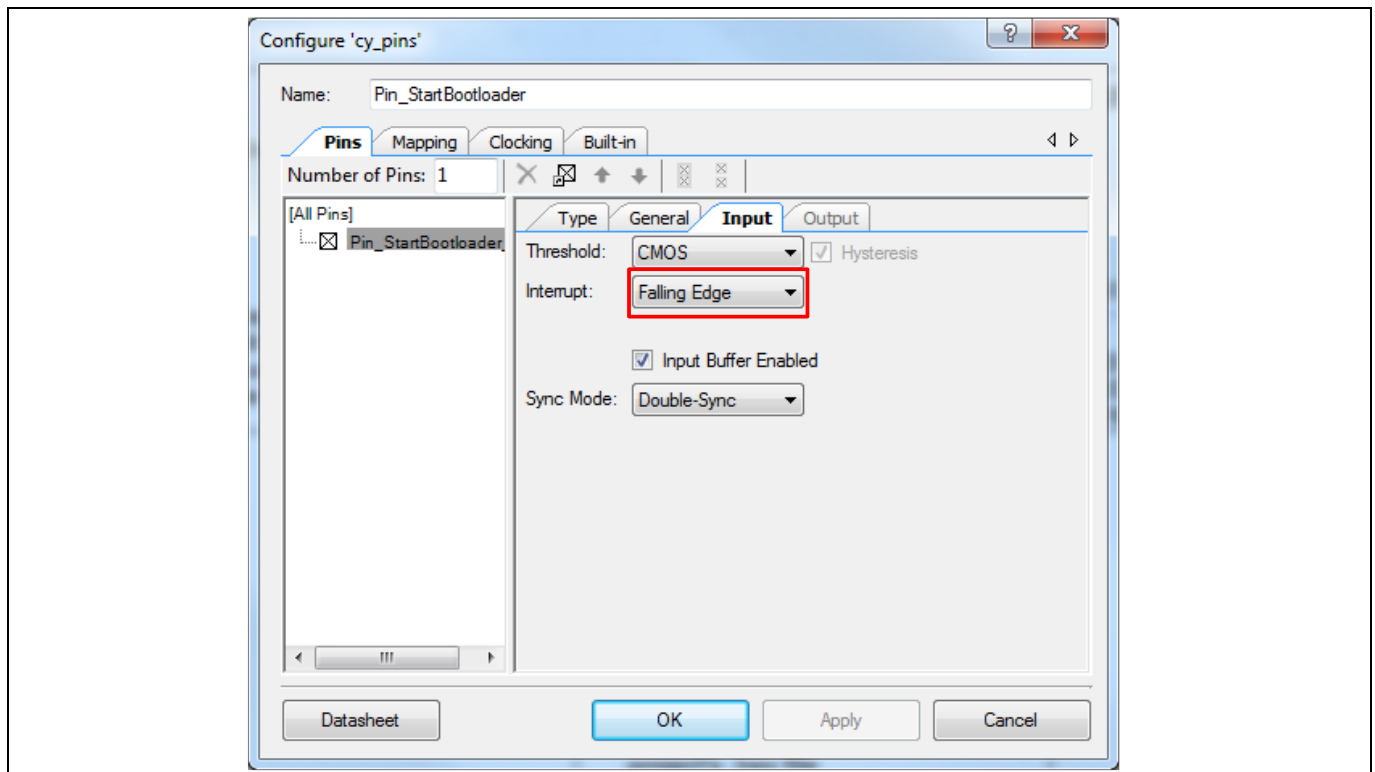 Configure 'cy_pins'
Name: Pin_StartBootloader
Pins Mapping Clocking Built-in
Number of Pins: 1
[All Pins]
Pin_StartBootloader_
Type General Input Output
Threshold: CMOS Hysteresis
Interrupt: Falling Edge
Input Buffer Enabled
Sync Mode: Double-Sync
Datasheet OK Apply Cancel